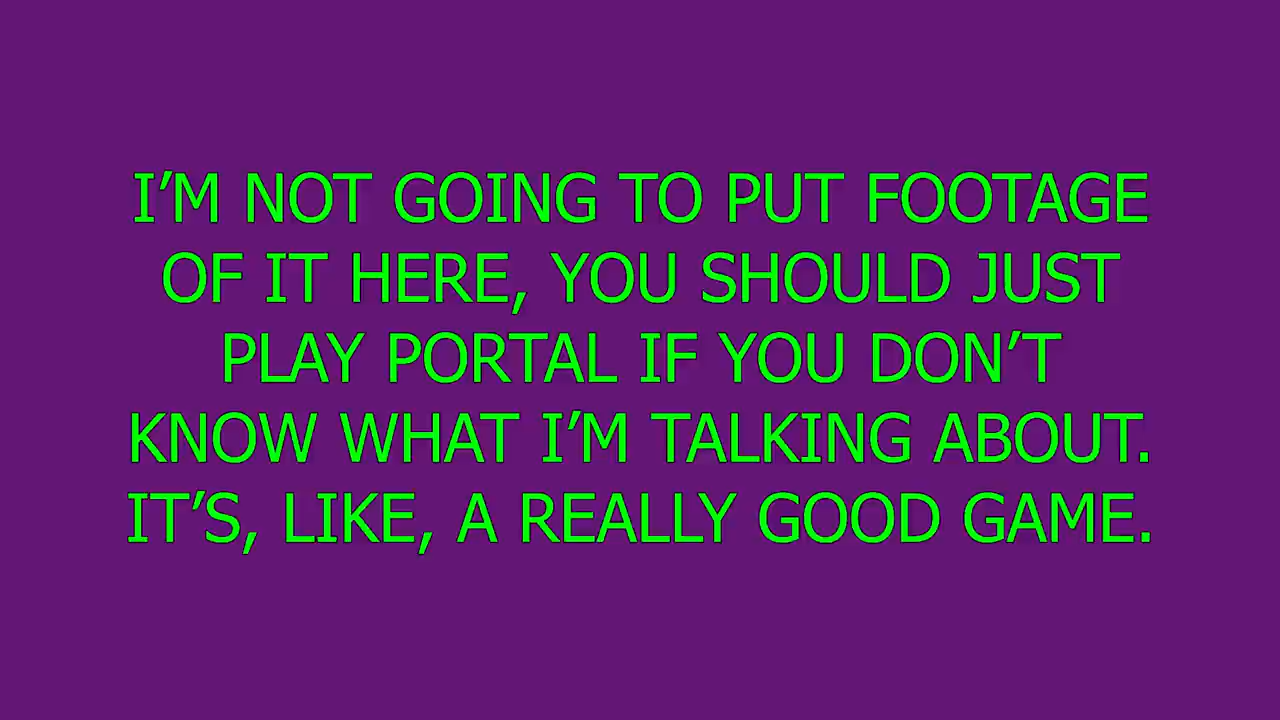 I’M NOT GOING TO PUT FOOTAGE
OF IT HERE, YOU SHOULD JUST
PLAY PORTAL IF YOU DON’T
KNOW WHAT I’M TALKING ABOUT.
IT’S, LIKE, A REALLY GOOD GAME.